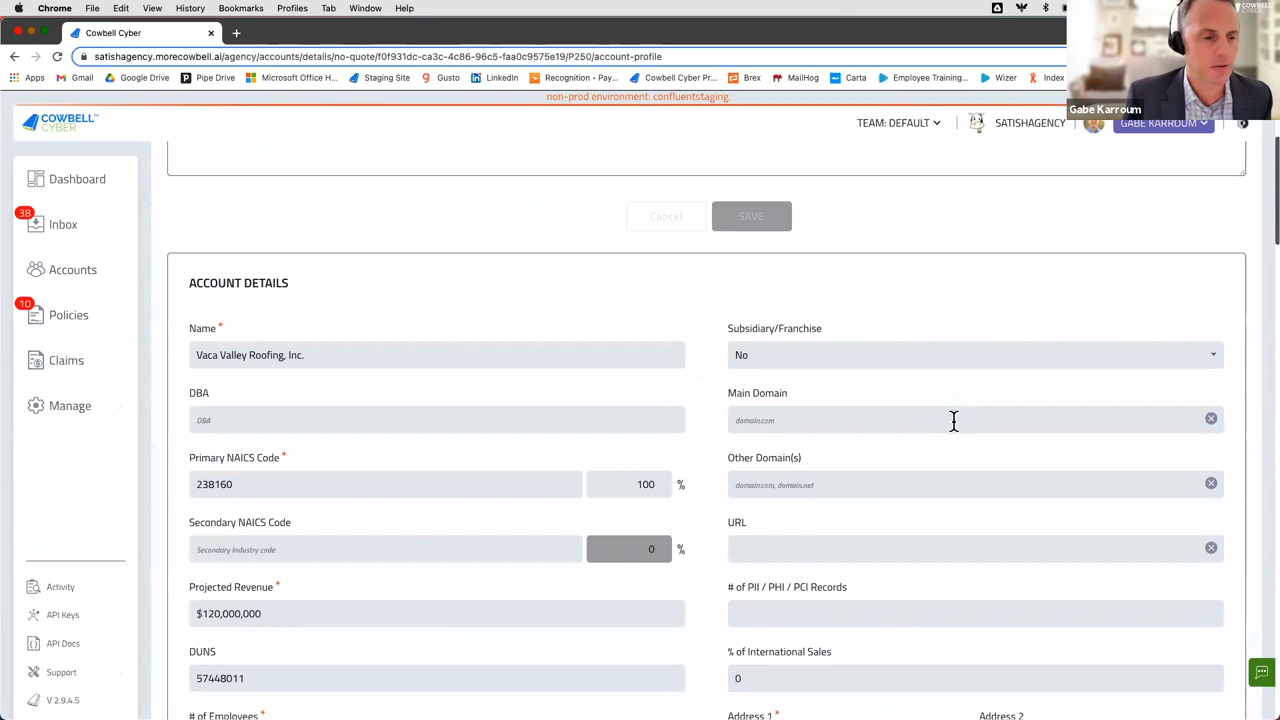 Chrome File Edit View History Bookmarks Profiles Tab Window Help
Cowbell Cyber
satishagency.morecowbell.ai/agency/accounts/details/no-quote/f0f931dc-ca3c-4c86-96c5-faa0c9575e19/P250/account-profile
Apps Gmail Google Drive Pipe Drive Microsoft Office H... Staging Site Gusto LinkedIn Recognition • Pay... Cowbell Cyber Pr... Brex MailHog Carta Employee Training... Wizer Index
COWBELL
Gabe Karroum
non-prod environment: confluentstaging
COWBELL™
CYBER
TEAM: DEFAULT SATISHAGENCY GABE KARROUM
Dashboard
38
Inbox
Accounts
10
Policies
Claims
Manage
Activity
API Keys
API Docs
Support
V 2.9.4.5
Cancel SAVE
ACCOUNT DETAILS
Name * Subsidiary/Franchise
Vaca Valley Roofing, Inc. No
DBA Main Domain
DBA domain.com
Primary NAICS Code * Other Domain(s)
238160 100 % domain.com, domain.net
Secondary NAICS Code URL
Secondary Industry code 0 %
Projected Revenue * # of PII / PHI / PCI Records
$120,000,000
DUNS % of International Sales
57448011 0
# of Employees * Address 1 * Address 2